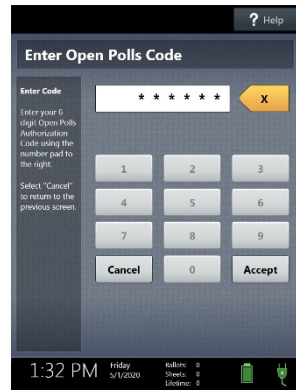 ? Help
Enter Open Polls Code
Enter Code
Enter your 6
digit Open Polls
Authorization
Code using the
number pad to
the right.
Select "Cancel"
to return to the
previous screen.
* * * * * *
X
1 2 3
4 5 6
7 8 9
Cancel 0 Accept
1:32 PM
Friday
5/1/2020
Ballots: 0
Sheets: 0
Lifetime: 0